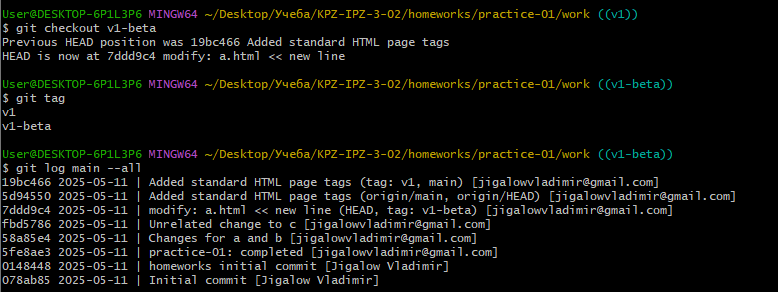 User@DESKTOP-6P1L3P6 MINGW64 ~/Desktop/Учеба/KPZ-IPZ-3-02/homeworks/practice-01/work ((v1))
$ git checkout v1-beta
Previous HEAD position was 19bc466 Added standard HTML page tags
HEAD is now at 7ddd9c4 modify: a.html << new line
User@DESKTOP-6P1L3P6 MINGW64 ~/Desktop/Учеба/KPZ-IPZ-3-02/homeworks/practice-01/work ((v1-beta))
$ git tag
v1
v1-beta
User@DESKTOP-6P1L3P6 MINGW64 ~/Desktop/Учеба/KPZ-IPZ-3-02/homeworks/practice-01/work ((v1-beta))
$ git log main --all
19bc466 2025-05-11 | Added standard HTML page tags (tag: v1, main) [jigalowvladimir@gmail.com]
5d94550 2025-05-11 | Added standard HTML page tags (origin/main, origin/HEAD) [jigalowvladimir@gmail.com]
7ddd9c4 2025-05-11 | modify: a.html << new line (HEAD, tag: v1-beta) [jigalowvladimir@gmail.com]
fbd5786 2025-05-11 | Unrelated change to c [jigalowvladimir@gmail.com]
58a85e4 2025-05-11 | Changes for a and b [jigalowvladimir@gmail.com]
5fe8ae3 2025-05-11 | practice-01: completed [jigalowvladimir@gmail.com]
0148448 2025-05-11 | homeworks initial commit [Jigalow Vladimir]
078ab85 2025-05-11 | Initial commit [Jigalow Vladimir]